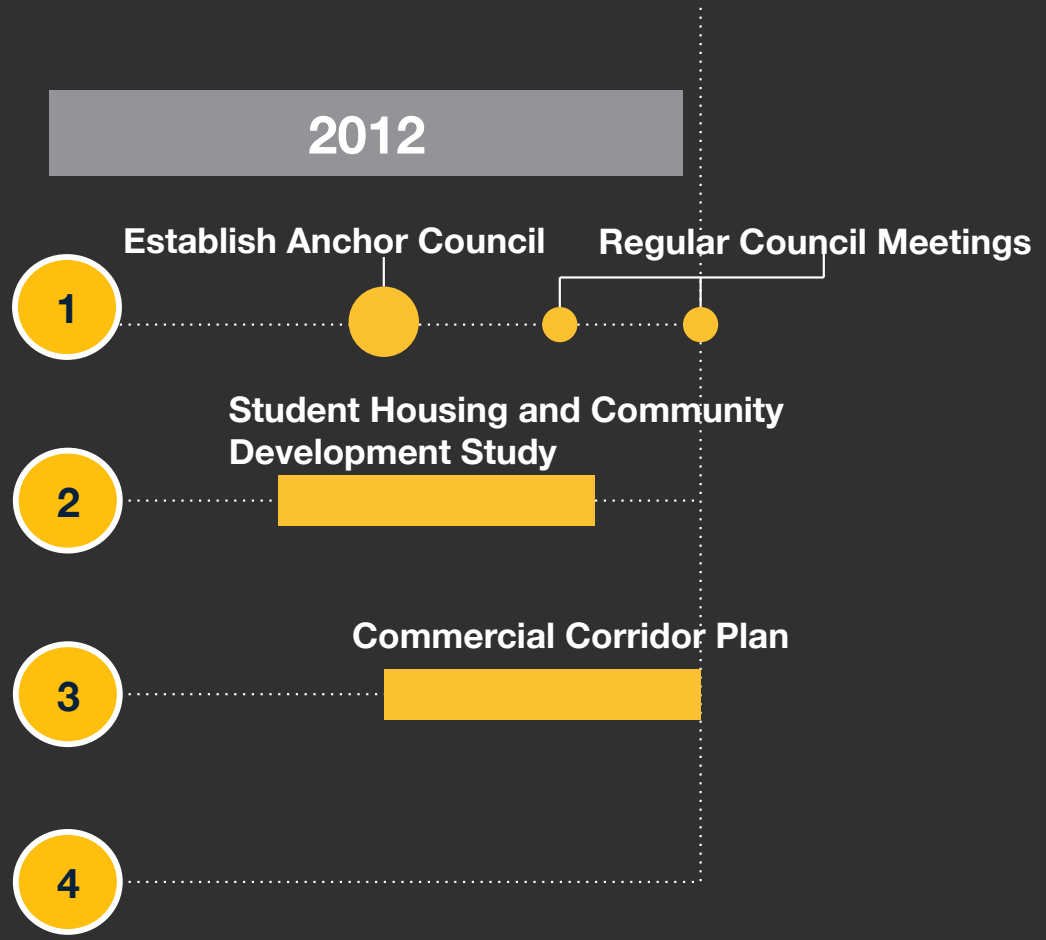 2012
Establish Anchor Council
Regular Council Meetings
1
Student Housing and Community
Development Study
2
Commercial Corridor Plan
3
4